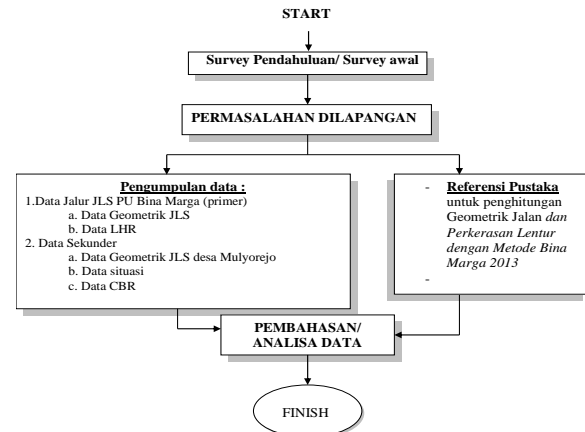 START
Survey Pendahuluan/ Survey awal
PERMASALAHAN DILAPANGAN
Pengumpulan data :
1.Data Jalur JLS PU Bina Marga (primer)
a. Data Geometrik JLS
b. Data LHR
2. Data Sekunder
a. Data Geometrik JLS desa Mulyorejo
b. Data situasi
c. Data CBR
- Referensi Pustaka
untuk penghitungan
Geometrik Jalan dan
Perkerasan Lentur
dengan Metode Bina
Marga 2013
-
PEMBAHASAN/
ANALISA DATA
FINISH